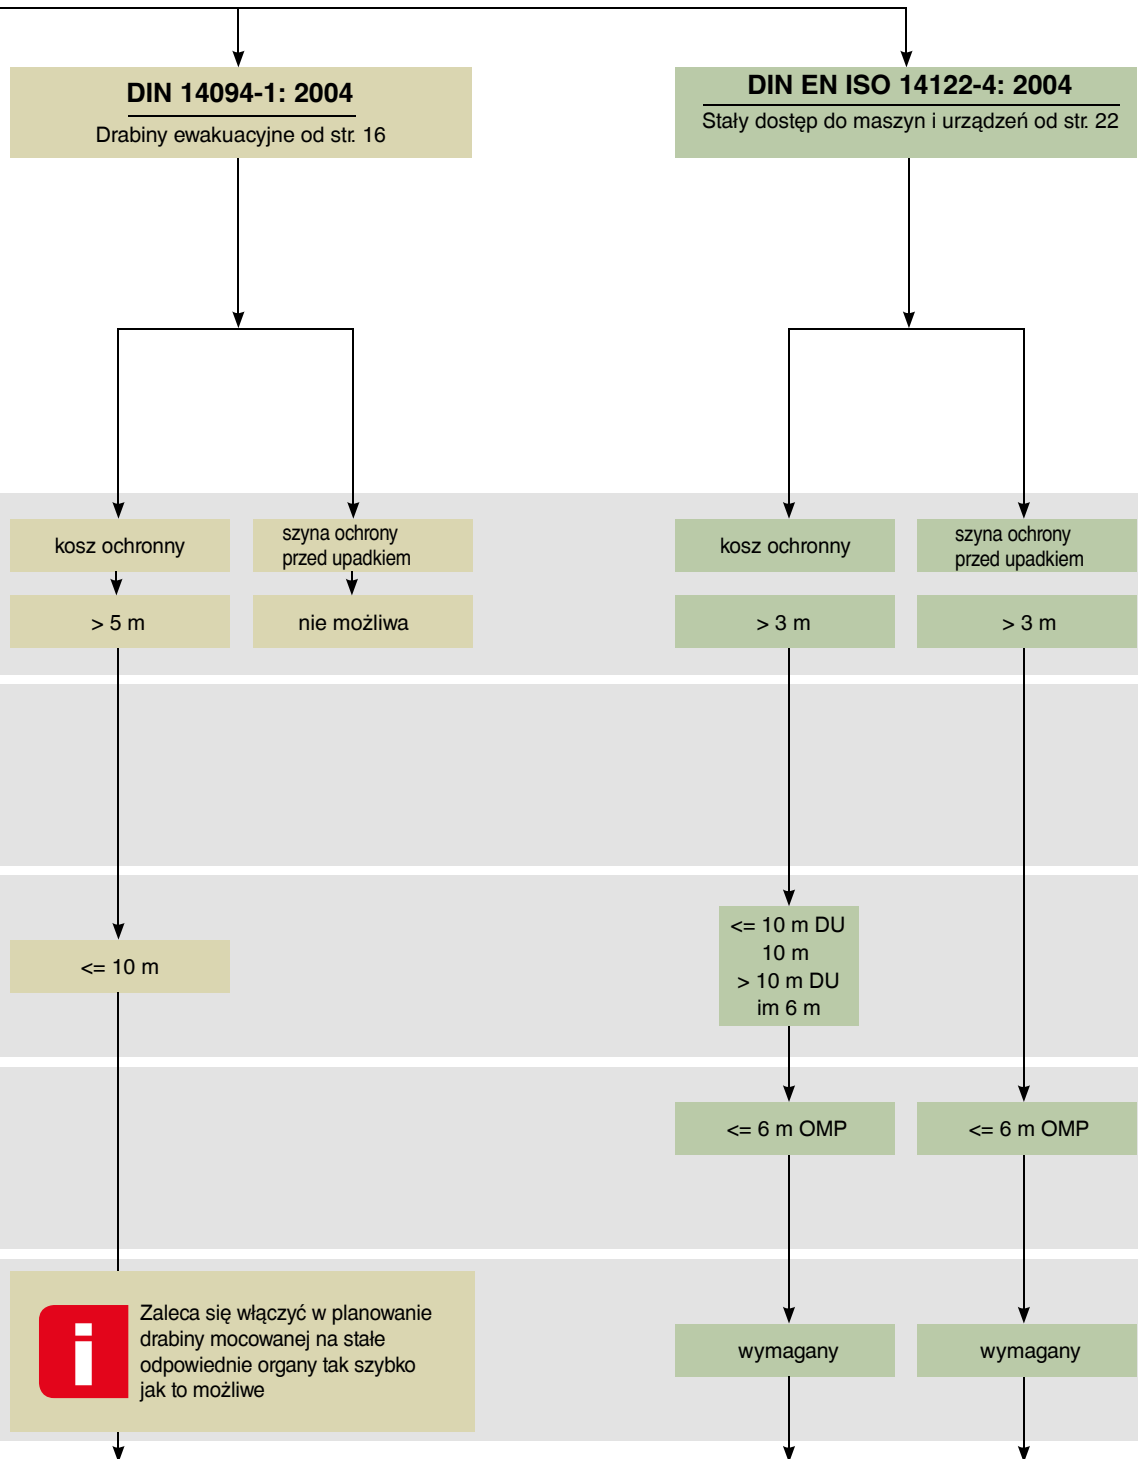 DIN 14094-1: 2004
Drabiny ewakuacyjne od str. 16
DIN EN ISO 14122-4: 2004
Stały dostęp do maszyn i urządzeń od str. 22
kosz ochronny
szyna ochrony
przed upadkiem
kosz ochronny
szyna ochrony
przed upadkiem
> 5 m
nie możliwa
> 3 m
> 3 m
<= 10 m
<= 10 m DU
10 m
> 10 m DU
im 6 m
<= 6 m OMP
<= 6 m OMP
i
Zaleca się włączyć w planowanie
drabiny mocowanej na stałe
odpowiednie organy tak szybko
jak to możliwe
wymagany
wymagany